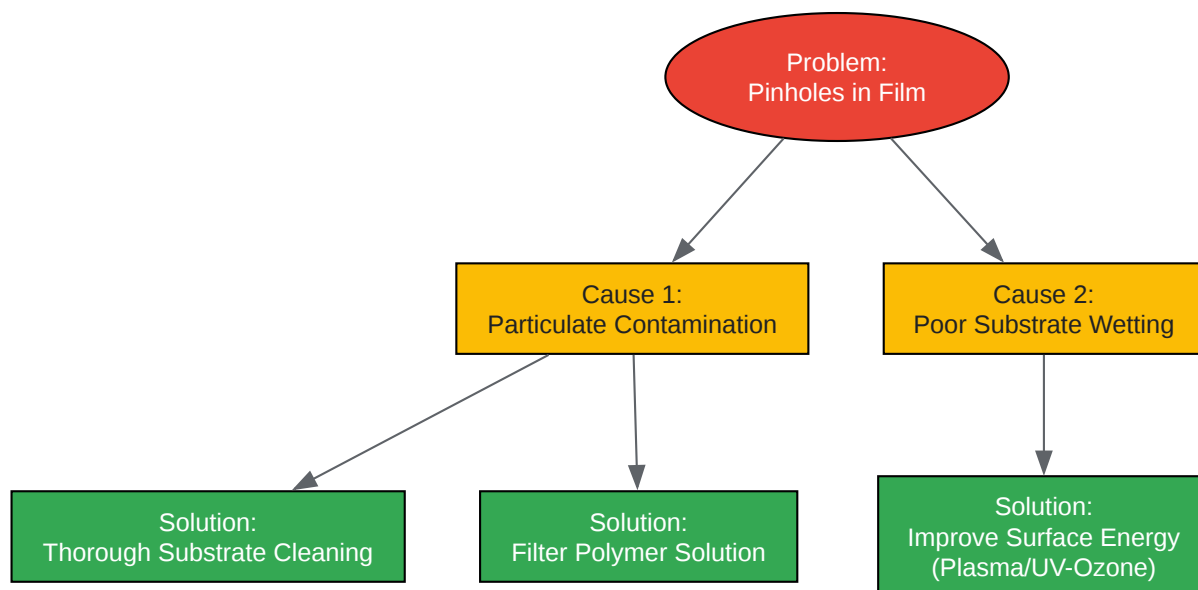 Problem:
Pinholes in Film
Cause 1:
Particulate Contamination
Cause 2:
Poor Substrate Wetting
Solution:
Thorough Substrate Cleaning
Solution:
Filter Polymer Solution
Solution:
Improve Surface Energy
(Plasma/UV-Ozone)